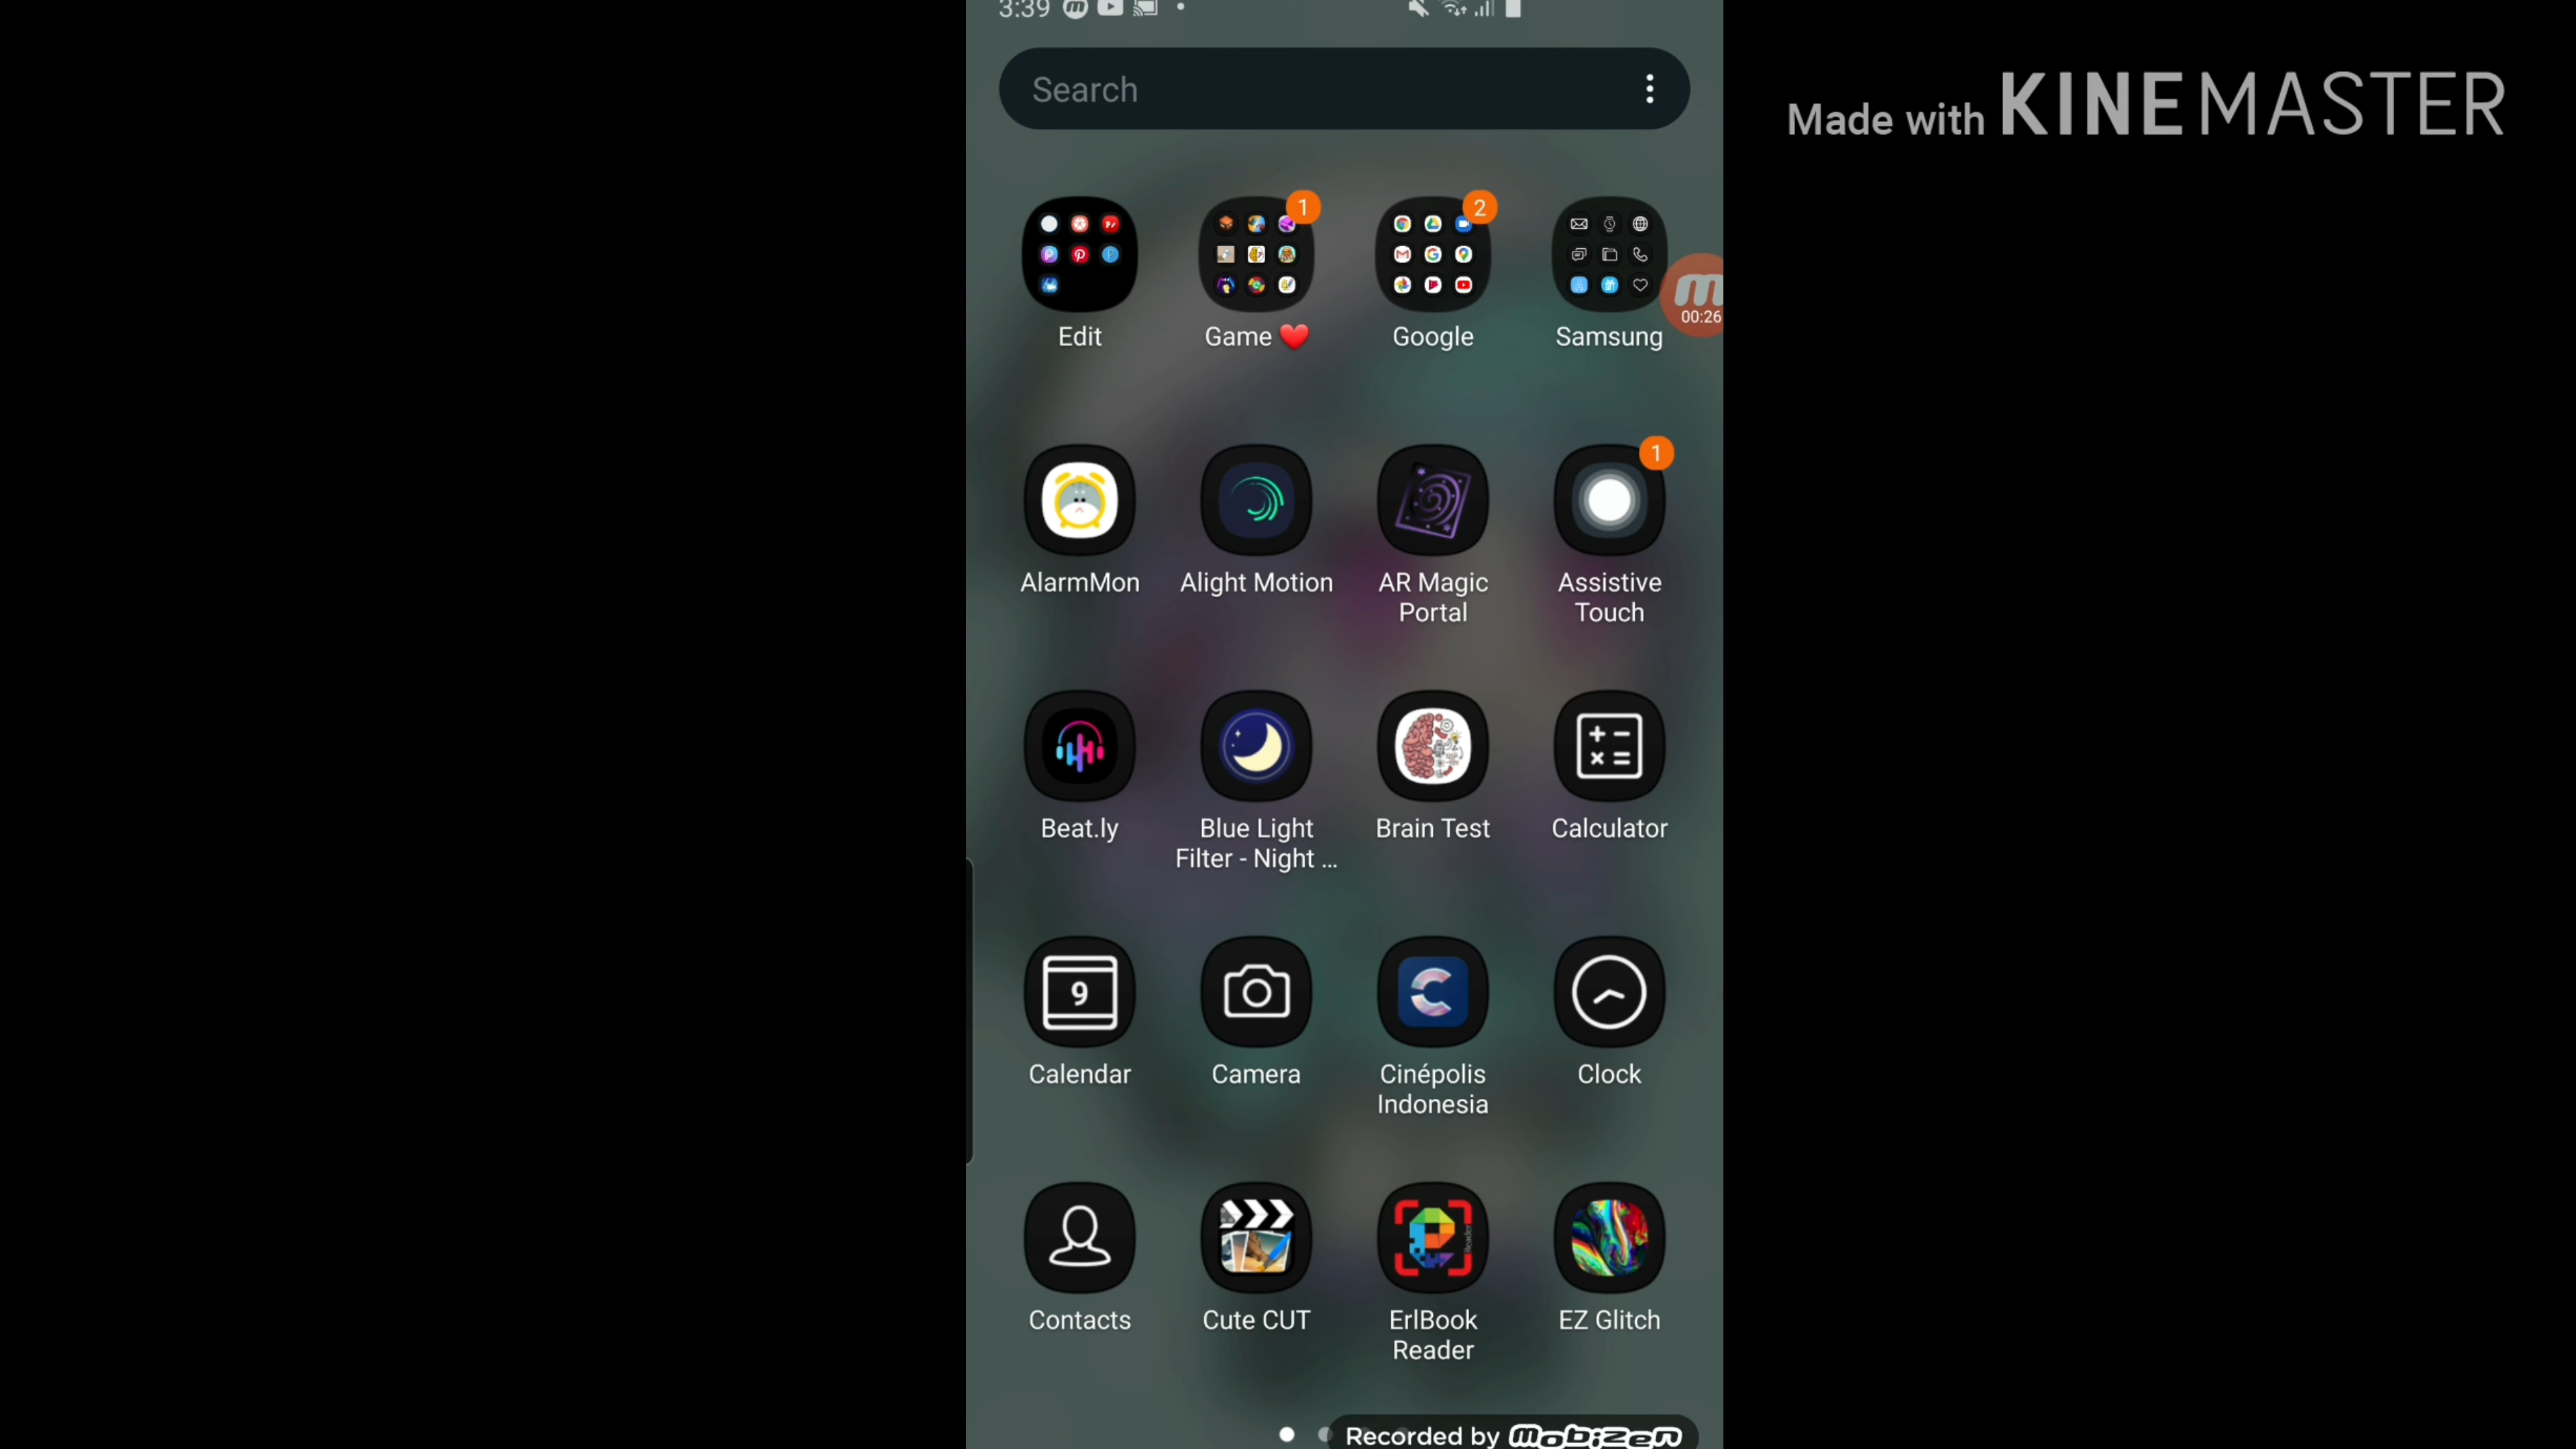 3:39
Made with KINEMASTER
Search
1
2
Edit
Game ❤️
Google
Samsung
00:26
1
AlarmMon
Alight Motion
AR Magic
Portal
Assistive
Touch
Beat.ly
Blue Light
Filter - Night ...
Brain Test
Calculator
9
Calendar
Camera
Cinépolis
Indonesia
Clock
Reader
Contacts
Cute CUT
ErlBook
Reader
EZ Glitch
Recorded by mobizen